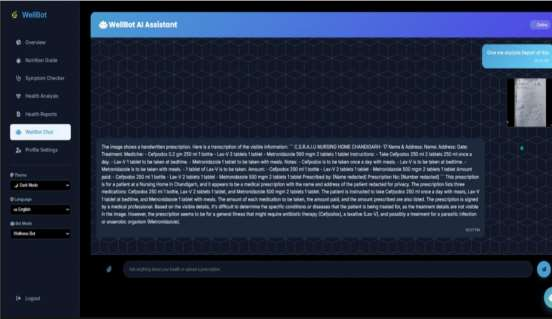 WellBot
WellBot AI Assistant
Online
Overview
Nutrition Guide
Symptom Checker
Health Analysis
Health Reports
WellBot Chat
Profile Settings
Theme
Dark Mode
Language
English
Bot Mode
Wellness Bot
Logout
Give me analysis Report of this
The image shows a handwritten prescription. Here is a transcription of the visible information: ``` C.S.R.A.I.U NURSING HOME CHANDIGARH- 17 Name & Address: Name: Address: Date:
Treatment: Medicine: - Cefpodox 0.2 gm 250 ml 1 bottle - Lav-V 3 tablets 1 tablet - Metronidazole 500 mgm 2 tablets 1 tablet Instructions: - Take Cefpodox 250 ml 2 tablets 250 ml once a
day. - Lav-V 1 tablet to be taken at bedtime. - Metronidazole 1 tablet to be taken with meals. Notes: - Cefpodox is to be taken once a day with meals. - Lav-V is to be taken at bedtime. -
Metronidazole is to be taken with meals. - 1 tablet of Lav-V to be taken. Amount: - Cefpodox 250 ml 1 bottle - Lav-V 2 tablets 1 tablet - Metronidazole 500 mgm 2 tablets 1 tablet Amount
paid: - Cefpodox 250 ml 1 bottle - Lav-V 2 tablets 1 tablet - Metronidazole 500 mgm 2 tablets 1 tablet Prescribed by: [Name redacted] Prescription No: [Number redacted] ``` This prescription
is for a patient at a Nursing Home in Chandigarh, and it appears to be a medical prescription with the name and address of the patient redacted for privacy. The prescription lists three
medications: Cefpodox 250 ml 1 bottle, Lav-V 2 tablets 1 tablet, and Metronidazole 500 mgm 2 tablets 1 tablet. The patient is instructed to take Cefpodox 250 ml once a day with meals, Lav-V
1 tablet at bedtime, and Metronidazole 1 tablet with meals. The amount of each medication to be taken, the amount paid, and the amount prescribed are also listed. The prescription is signed
by a medical professional. Based on the visible details, it's difficult to determine the specific conditions or diseases that the patient is being treated for, as the treatment details are not visible
in the image. However, the prescription seems to be for a general illness that might require antibiotic therapy (Cefpodox), a laxative (Lav-V), and possibly a treatment for a parasitic infection
or anaerobic organism (Metronidazole).
Ask anything about your health or upload a prescription